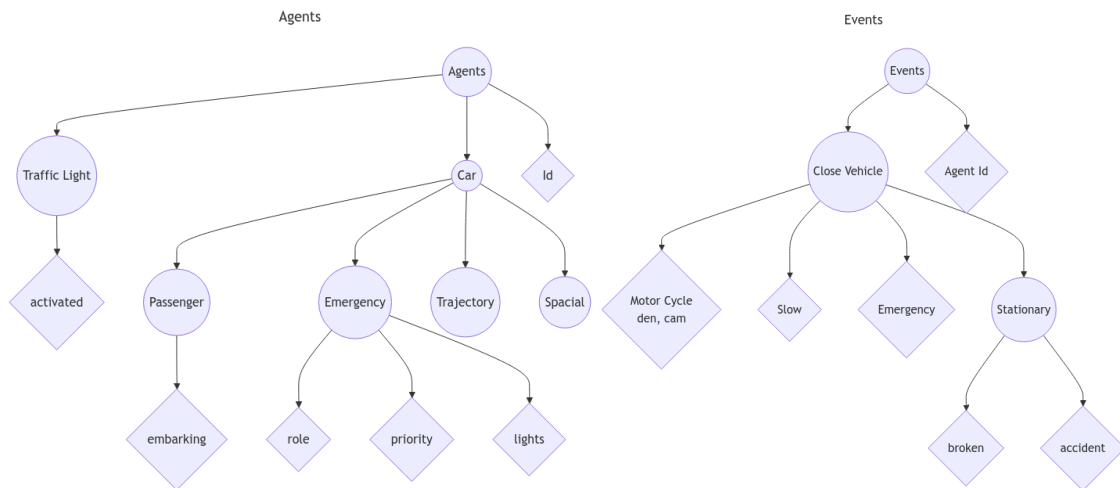 Agents
Events
Agents
Events
Traffic Light
Car
Id
Close Vehicle
Agent Id
activated
Passenger
Emergency
Trajectory
Spacial
Motor Cycle
den, cam
Slow
Emergency
Stationary
embarking
role
priority
lights
broken
accident